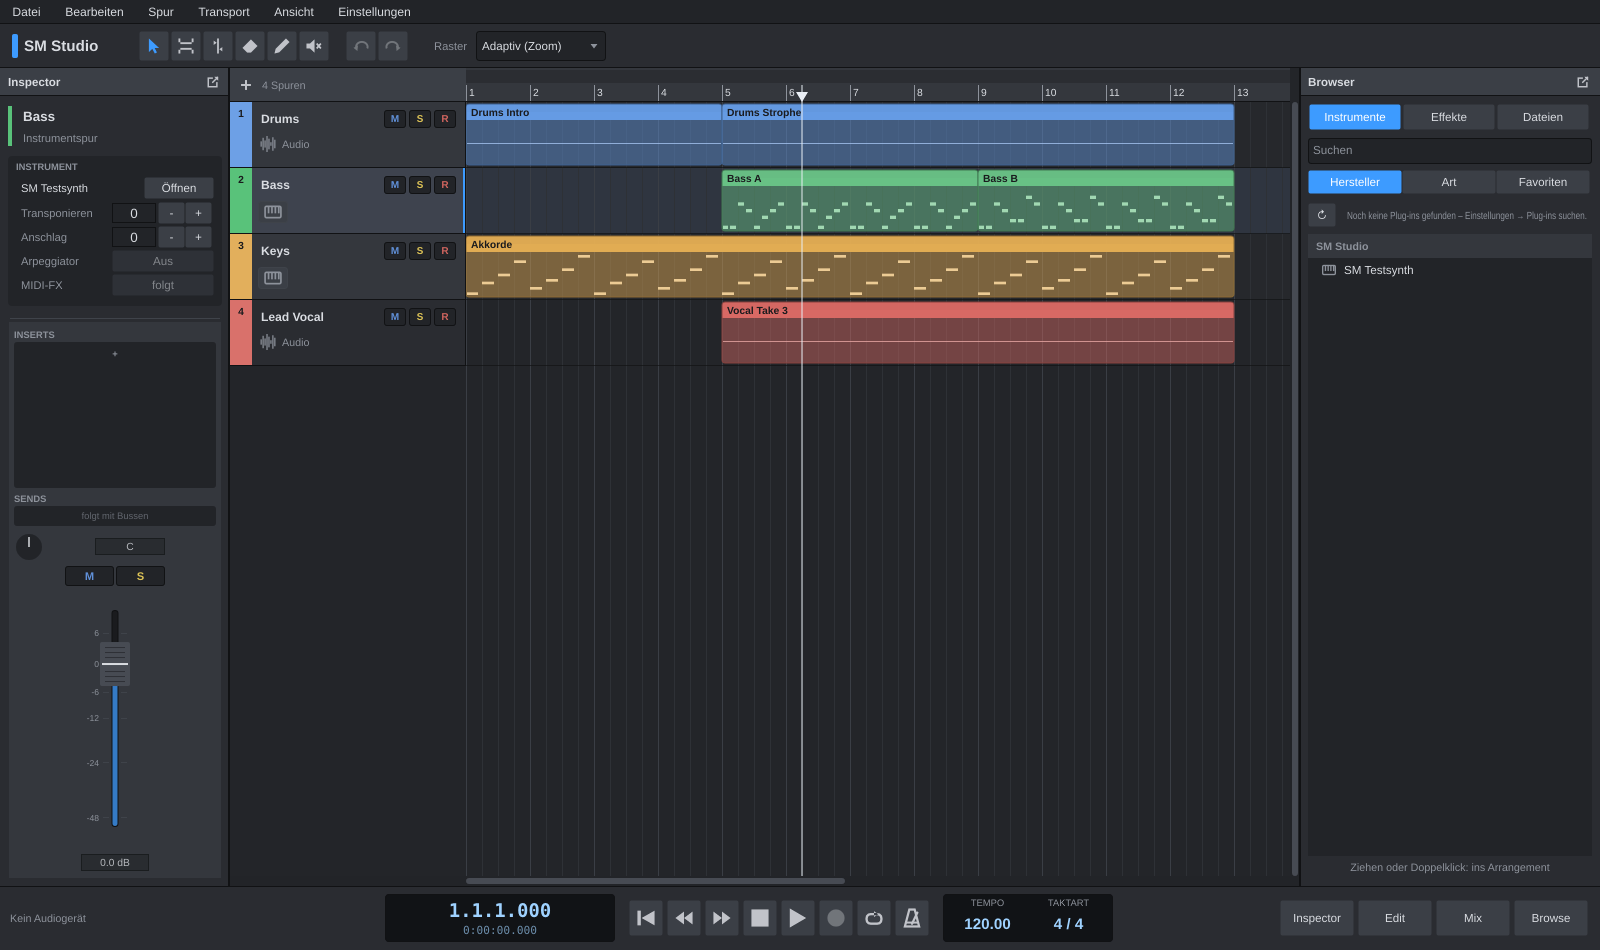 Datei Bearbeiten Spur Transport Ansicht Einstellungen
SM Studio Raster Adaptiv (Zoom)
Inspector
Bass
Instrumentspur
INSTRUMENT
SM Testsynth Öffnen
Transponieren 0 - +
Anschlag 0 - +
Arpeggiator Aus
MIDI-FX folgt
INSERTS
+
SENDS
folgt mit Bussen
C
M S
6
0
-6
-12
-24
-48
0.0 dB
+ 4 Spuren
1 2 3 4 5 6 7 8 9 10 11 12 13
1 Drums M S R
Audio
Drums Intro Drums Strophe
2 Bass M S R
Bass A Bass B
3 Keys M S R
Akkorde
4 Lead Vocal M S R
Audio
Vocal Take 3
Browser
Instrumente Effekte Dateien
Suchen
Hersteller Art Favoriten
Noch keine Plug-ins gefunden – Einstellungen → Plug-ins suchen.
SM Studio
SM Testsynth
Ziehen oder Doppelklick: ins Arrangement
Kein Audiogerät
1.1.1.000
0:00:00.000
TEMPO TAKTART
120.00 4 / 4
Inspector Edit Mix Browse